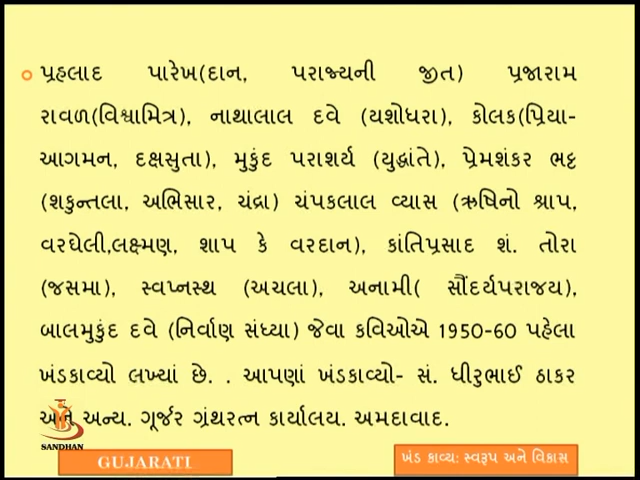 પ્રહલાદ પારેખ(દાન, પરાજ્યની જીત) પ્રજારામ
રાવળ(વિશ્વામિત્ર), નાથાલાલ દવે (યશોધરા), કોલક(પ્રિયા-
આગમન, દક્ષસુતા), મુકુંદ પરાશર્ય (યુદ્ધાંતે), પ્રેમશંકર ભટ્ટ
(શકુન્તલા, અભિસાર, ચંદ્રા) ચંપકલાલ વ્યાસ (ઋષિનો શ્રાપ,
વરઘેલી,લક્ષ્મણ, શાપ કે વરદાન), કાંતિપ્રસાદ શં. તોરા
(જસમા), સ્વપ્નસ્થ (અચલા), અનામી( સૌંદર્યપરાજય),
બાલમુકુંદ દવે (નિર્વાણ સંધ્યા) જેવા કવિઓએ 1950-60 પહેલા
ખંડકાવ્યો લખ્યાં છે. . આપણાં ખંડકાવ્યો- સં. ધીરુભાઈ ઠાકર
અને અન્ય. ગૂર્જર ગ્રંથરત્ન કાર્યાલય. અમદાવાદ.
SANDHAN
GUJARATI
ખંડ કાવ્ય: સ્વરૂપ અને વિકાસ